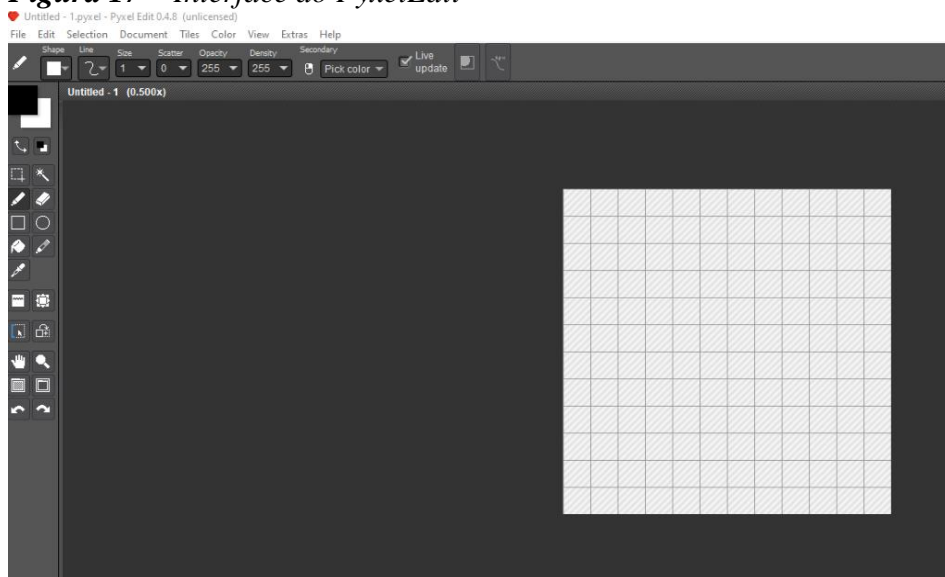 Figura 17 – Interface do PyxelEdit
Untitled - 1.pyxel - Pyxel Edit 0.4.8 (unlicensed)
File Edit Selection Document Tiles Color View Extras Help
Shape Line Size Scatter Opacity Density Secondary
1 0 255 255 Pick color Live update
Untitled - 1 (0.500x)